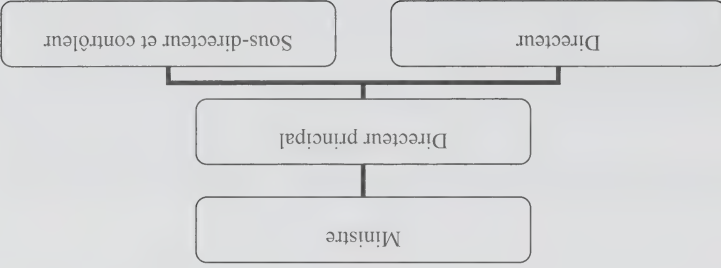 Ministre
Directeur principal
Sous-directeur et contrôleur
Directeur